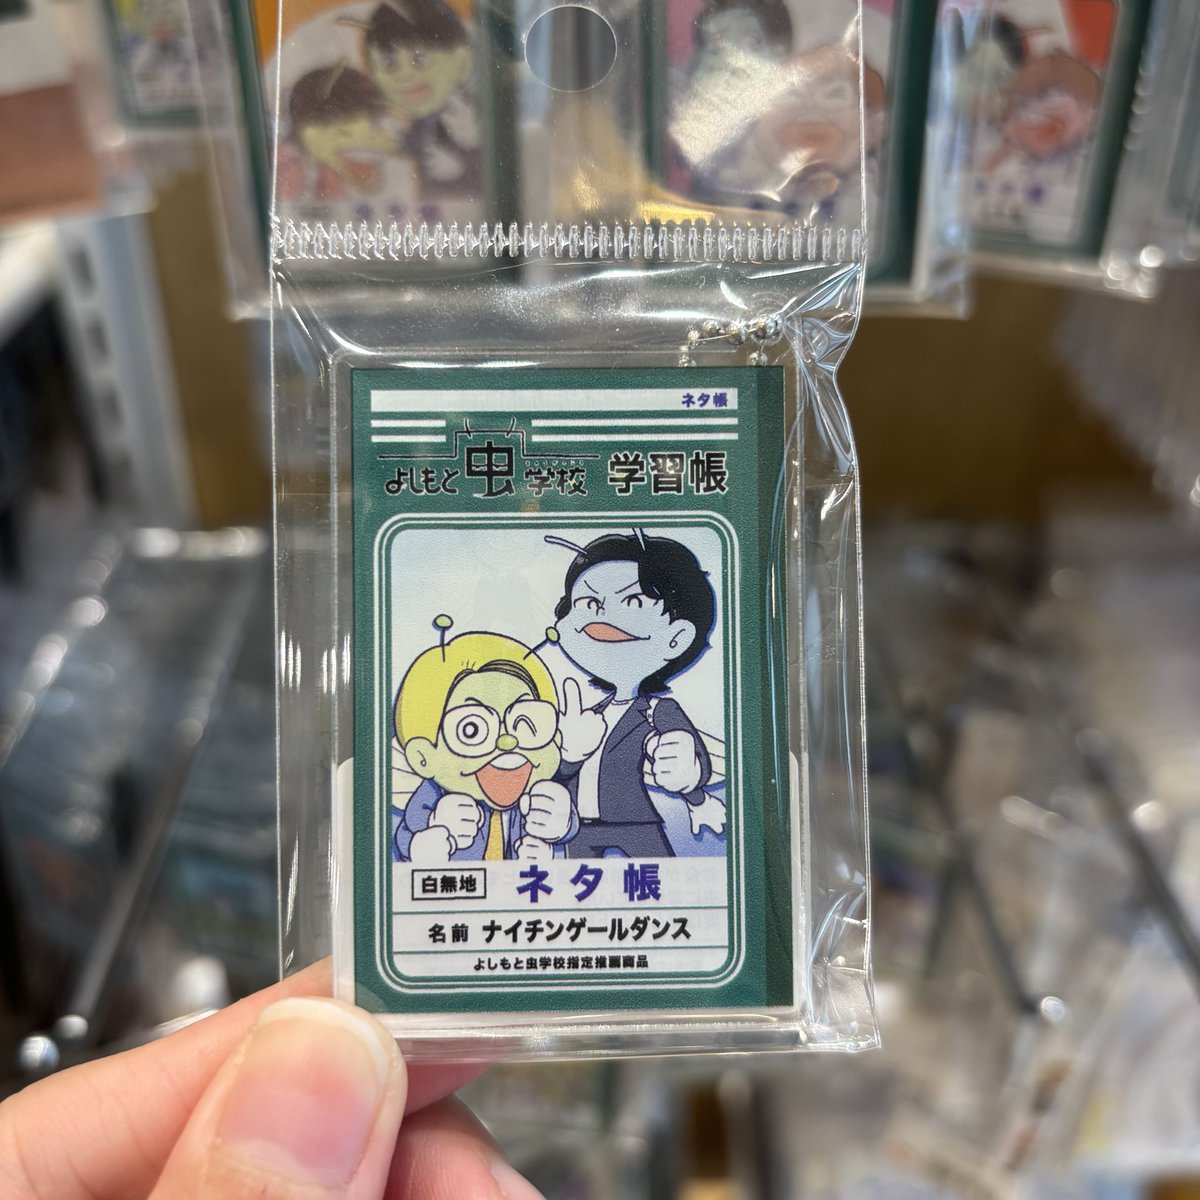 ネタ帳
よしもと虫学校 学習帳
白無地 ネタ帳
名前 ナイチンゲールダンス
よしもと虫学校指定推薦商品